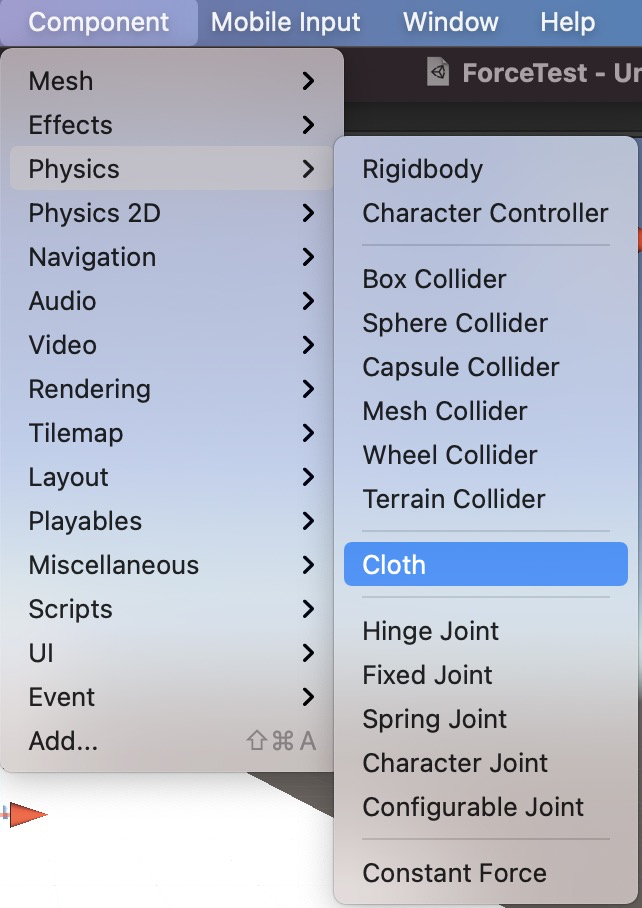 Component Mobile Input Window Help
ForceTest - Un
Mesh
Effects
Physics
Physics 2D
Navigation
Audio
Video
Rendering
Tilemap
Layout
Playables
Miscellaneous
Scripts
UI
Event
Add... ⇧⌘A
Rigidbody
Character Controller
Box Collider
Sphere Collider
Capsule Collider
Mesh Collider
Wheel Collider
Terrain Collider
Cloth
Hinge Joint
Fixed Joint
Spring Joint
Character Joint
Configurable Joint
Constant Force